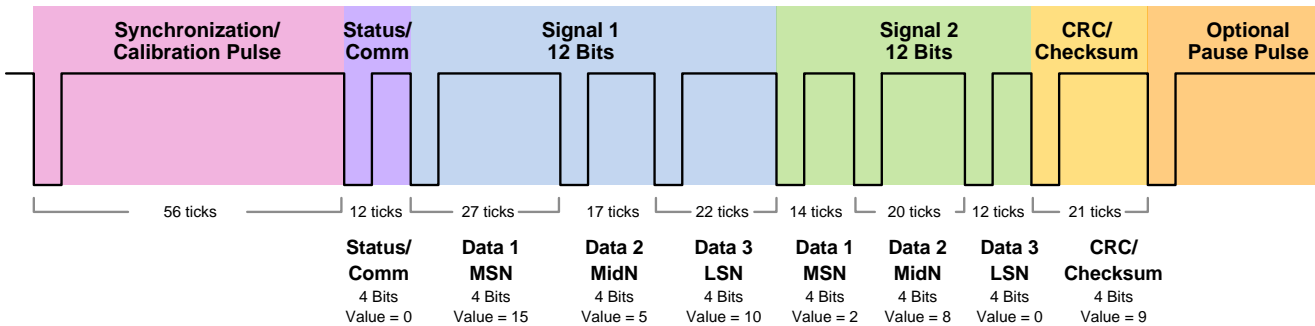 Synchronization/
Calibration Pulse
Status/
Comm
Signal 1
12 Bits
Signal 2
12 Bits
CRC/
Checksum
Optional
Pause Pulse
56 ticks
12 ticks
27 ticks
17 ticks
22 ticks
14 ticks
20 ticks
12 ticks
21 ticks
Status/
Comm
4 Bits
Value = 0
Data 1
MSN
4 Bits
Value = 15
Data 2
MidN
4 Bits
Value = 5
Data 3
LSN
4 Bits
Value = 10
Data 1
MSN
4 Bits
Value = 2
Data 2
MidN
4 Bits
Value = 8
Data 3
LSN
4 Bits
Value = 0
CRC/
Checksum
4 Bits
Value = 9